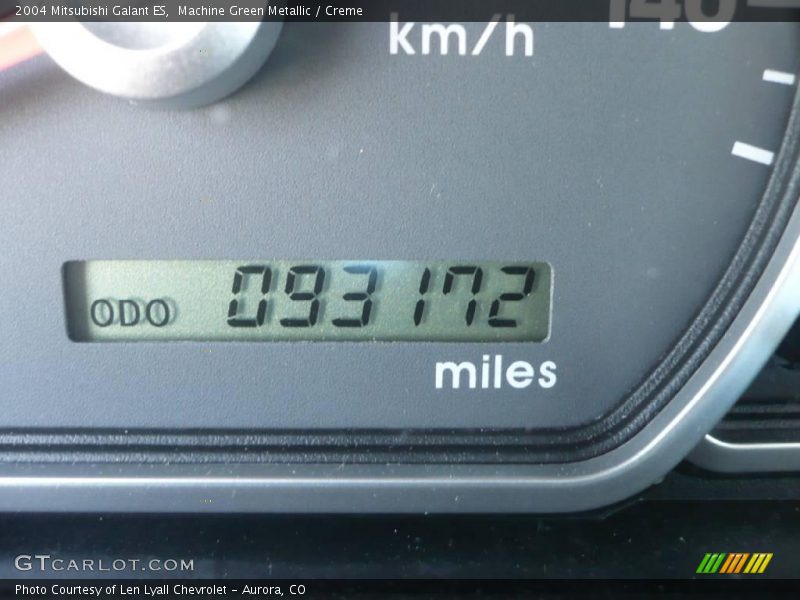 2004 Mitsubishi Galant ES, Machine Green Metallic / Creme
140
km/h
ODO 093172
miles
GTCARLOT.COM
Photo Courtesy of Len Lyall Chevrolet - Aurora, CO